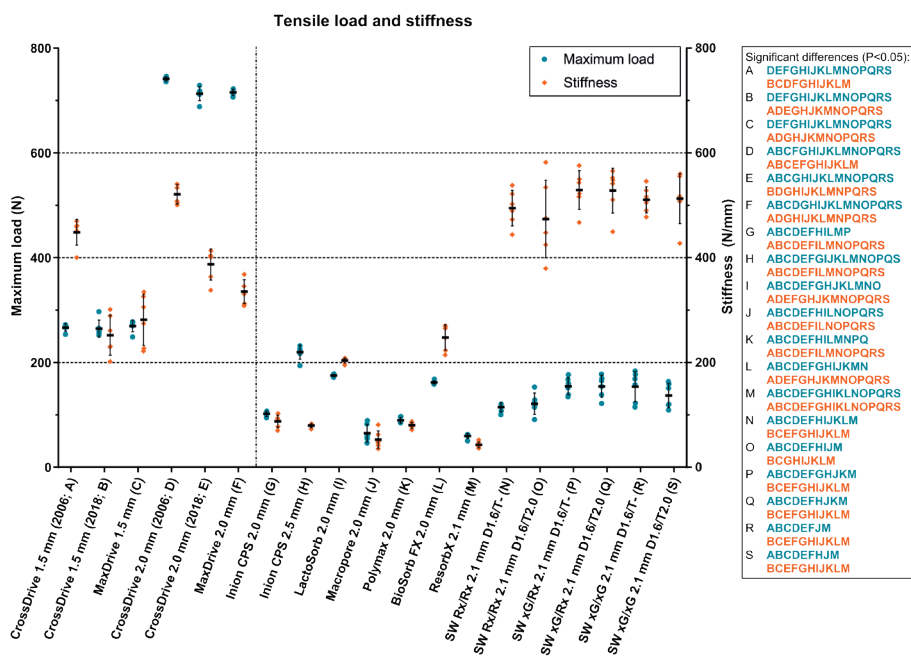 Tensile load and stiffness
Maximum load (N)
800
600
400
200
0
Maximum load
Stiffness
800
600
400
200
0
Stiffness (N/mm)
CrossDrive 1.5 mm (2006; A)
CrossDrive 1.5 mm (2018; B)
MaxDrive 1.5 mm (C)
CrossDrive 2.0 mm (2006; D)
CrossDrive 2.0 mm (2018; E)
MaxDrive 2.0 mm (F)
Inion CPS 2.0 mm (G)
Inion CPS 2.5 mm (H)
LactoSorb 2.0 mm (I)
Macropore 2.0 mm (J)
Polymax 2.0 mm (K)
BioSorb FX 2.0 mm (L)
ResorbX 2.1 mm (M)
SW Rx/Rx 2.1 mm D1.6/T- (N)
SW Rx/Rx 2.1 mm D1.6/T2.0 (O)
SW xG/Rx 2.1 mm D1.6/T- (P)
SW xG/Rx 2.1 mm D1.6/T2.0 (Q)
SW xG/xG 2.1 mm D1.6/T- (R)
SW xG/xG 2.1 mm D1.6/T2.0 (S)
Significant differences (P<0.05):
A DEFGHIJKLMNOPQRS
BCDFGHIJKLM
B DEFGHIJKLMNOPQRS
ADEGHJKMNOPQRS
C DEFGHIJKLMNOPQRS
ADGHJKMNOPQRS
D ABCFGHIJKLMNOPQRS
ABCEFGHIJKLM
E ABCGHIJKLMNOPQRS
BDGHIJKLMNPQRS
F ABCDGHIJKLMNOPQRS
ADGHIJKLMNPQRS
G ABCDEFHILMP
ABCDEFILMNOPQRS
H ABCDEFGIJKLMNOPQS
ABCDEFILMNOPQRS
I ABCDEFGHJKLMNO
ADEFGHJKMNOPQRS
J ABCDEFHILNOPQRS
ABCDEFILNOPQRS
K ABCDEFHILMNPQ
ABCDEFILMNOPQRS
L ABCDEFGHIJKMN
ADEFGHJKMNOPQRS
M ABCDEFGHIKLNOPQRS
ABCDEFGHIKLNOPQRS
N ABCDEFHIJKLM
BCEFGHIJKLM
O ABCDEFHIJM
BCGHIJKLM
P ABCDEFGHJKM
BCEFGHIJKLM
Q ABCDEFHJKM
BCEFGHIJKLM
R ABCDEFJM
BCEFGHIJKLM
S ABCDEFHJM
BCEFGHIJKLM